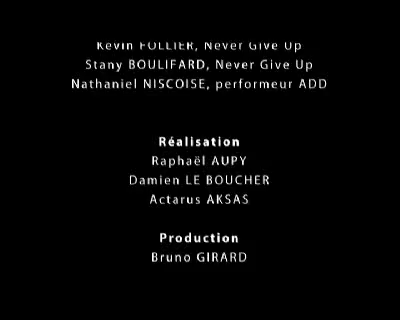 Kevin FOLLIER, Never Give Up
Stany BOULIFARD, Never Give Up
Nathaniel NISCOISE, performeur ADD
Réalisation
Raphaël AUPY
Damien LE BOUCHER
Actarus AKSAS
Production
Bruno GIRARD